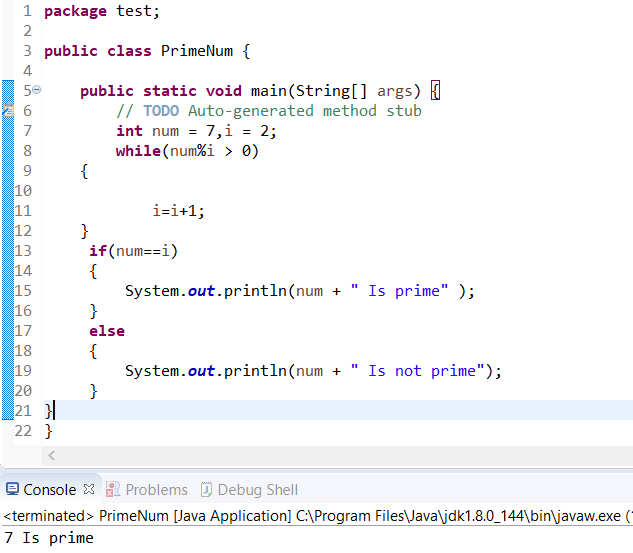 1 package test;
2
3 public class PrimeNum {
4
5 public static void main(String[] args) {
6 // TODO Auto-generated method stub
7 int num = 7,i = 2;
8 while(num%i > 0)
9 {
10
11 i=i+1;
12 }
13 if(num==i)
14 {
15 System.out.println(num + " Is prime" );
16 }
17 else
18 {
19 System.out.println(num + " Is not prime");
20 }
21 }
22 }
Console Problems Debug Shell
<terminated> PrimeNum [Java Application] C:\Program Files\Java\jdk1.8.0_144\bin\javaw.exe (
7 Is prime